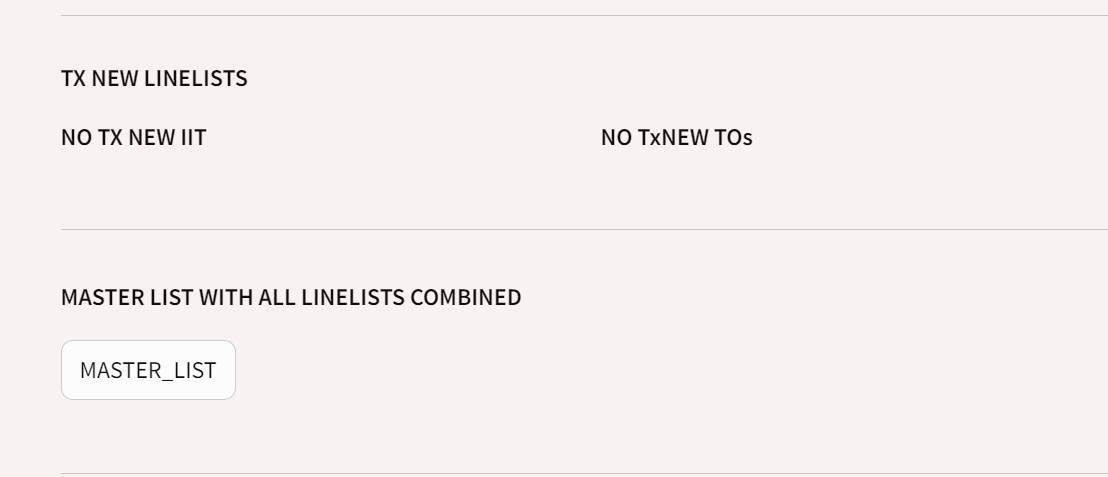 TX NEW LINELISTS
NO TX NEW IIT
NO TxNEW TOs
MASTER LIST WITH ALL LINELISTS COMBINED
MASTER_LIST